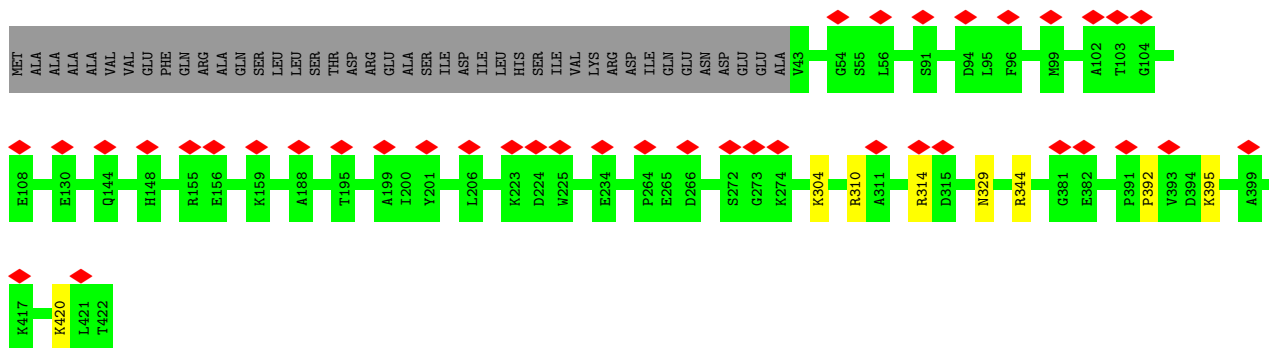 MET ALA ALA ALA ALA VAL VAL GLU PHE GLN ARG ALA GLN SER LEU LEU SER THR ASP ARG GLU ALA SER ILE ASP ILE LEU HIS SER ILE VAL LYS ARG ASP ILE GLN GLU ASN ASP GLU GLU ALA V43 G54 S55 L56 S91 D94 L95 F96 M99 A102 T103 G104
E108 E130 Q144 H148 R155 E156 K159 A188 T195 A199 I200 Y201 L206 K223 D224 W225 E234 P264 E265 D266 S272 G273 K274 K304 R310 A311 R314 D315 N329 R344 G381 E382 P391 P392 V393 D394 K395 A399
K417 K420 L421 T422